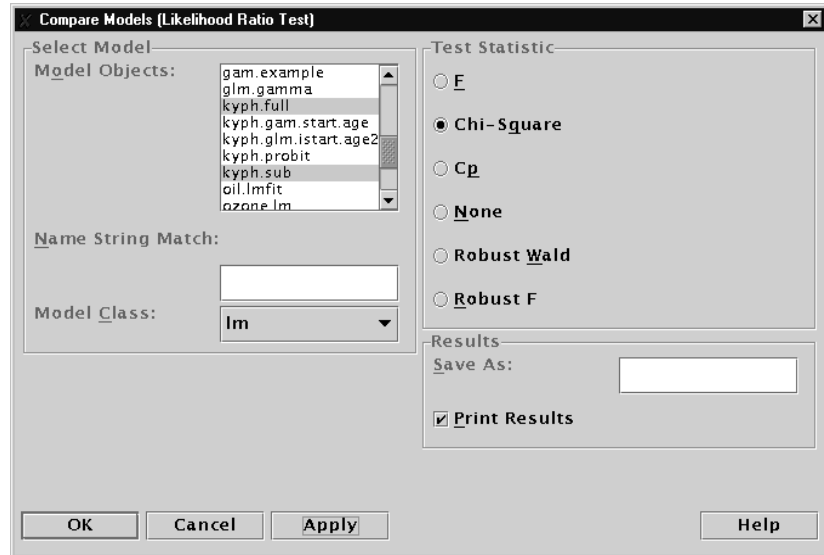 Compare Models (Likelihood Ratio Test)
Select Model
Model Objects:
gam.example
glm.gamma
kyph.full
kyph.gam.start.age
kyph.glm.istart.age2
kyph.probit
kyph.sub
oil.lmfit
ozone.lm
Name String Match:
Model Class:
lm
Test Statistic
F
Chi-Square
Cp
None
Robust Wald
Robust F
Results
Save As:
Print Results
OK
Cancel
Apply
Help